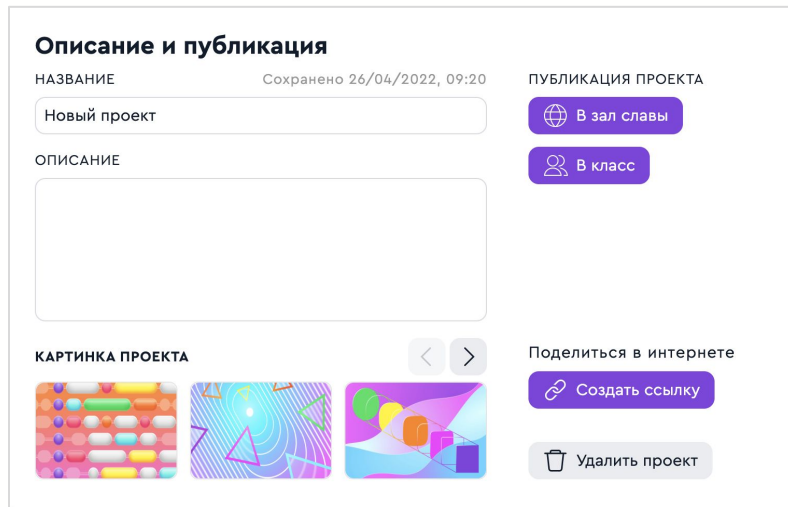 Описание и публикация
НАЗВАНИЕ
Сохранено 26/04/2022, 09:20
Новый проект
ОПИСАНИЕ
КАРТИНКА ПРОЕКТА
ПУБЛИКАЦИЯ ПРОЕКТА
В зал славы
В класс
Поделиться в интернете
Создать ссылку
Удалить проект